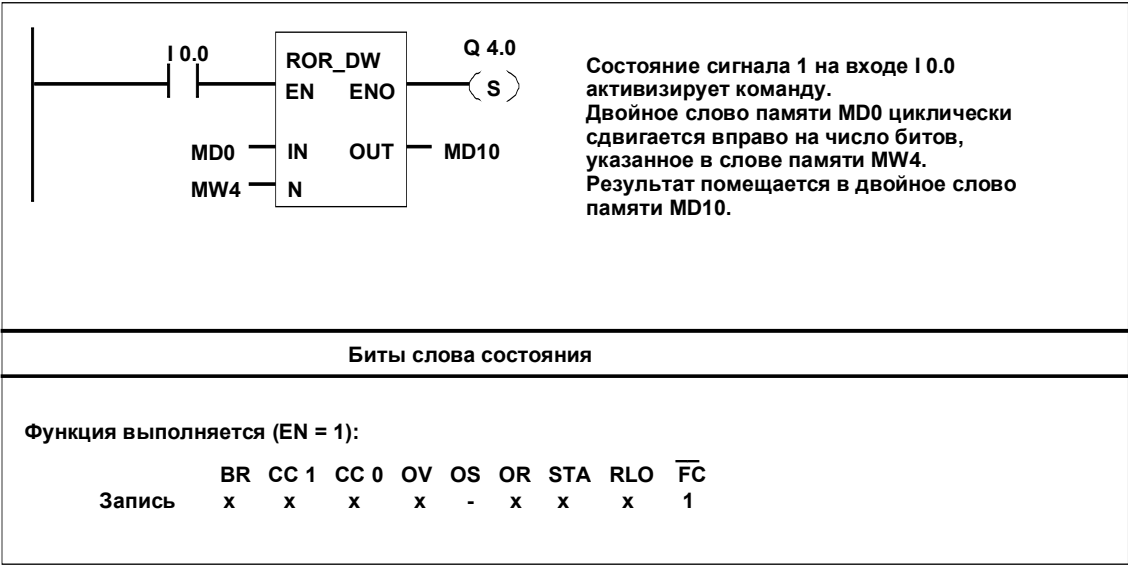 I 0.0
ROR_DW
Q 4.0
EN ENO
S
MD0 IN OUT MD10
MW4 N
Состояние сигнала 1 на входе I 0.0
активизирует команду.
Двойное слово памяти MD0 циклически
сдвигается вправо на число битов,
указанное в слове памяти MW4.
Результат помещается в двойное слово
памяти MD10.
Биты слова состояния
Функция выполняется (EN = 1):
BR CC 1 CC 0 OV OS OR STA RLO F̅C̅
Запись x x x x - x x x 1